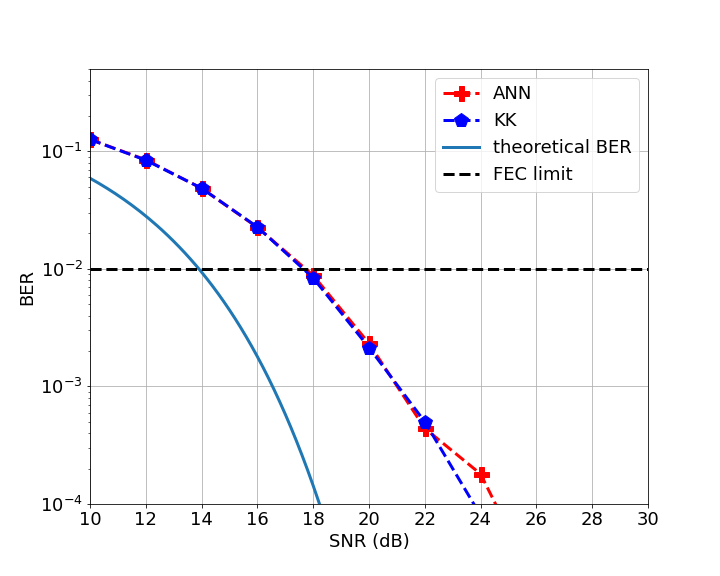 ANN
KK
theoretical BER
FEC limit
10⁻¹
10⁻²
10⁻³
10⁻⁴
BER
10 12 14 16 18 20 22 24 26 28 30
SNR (dB)